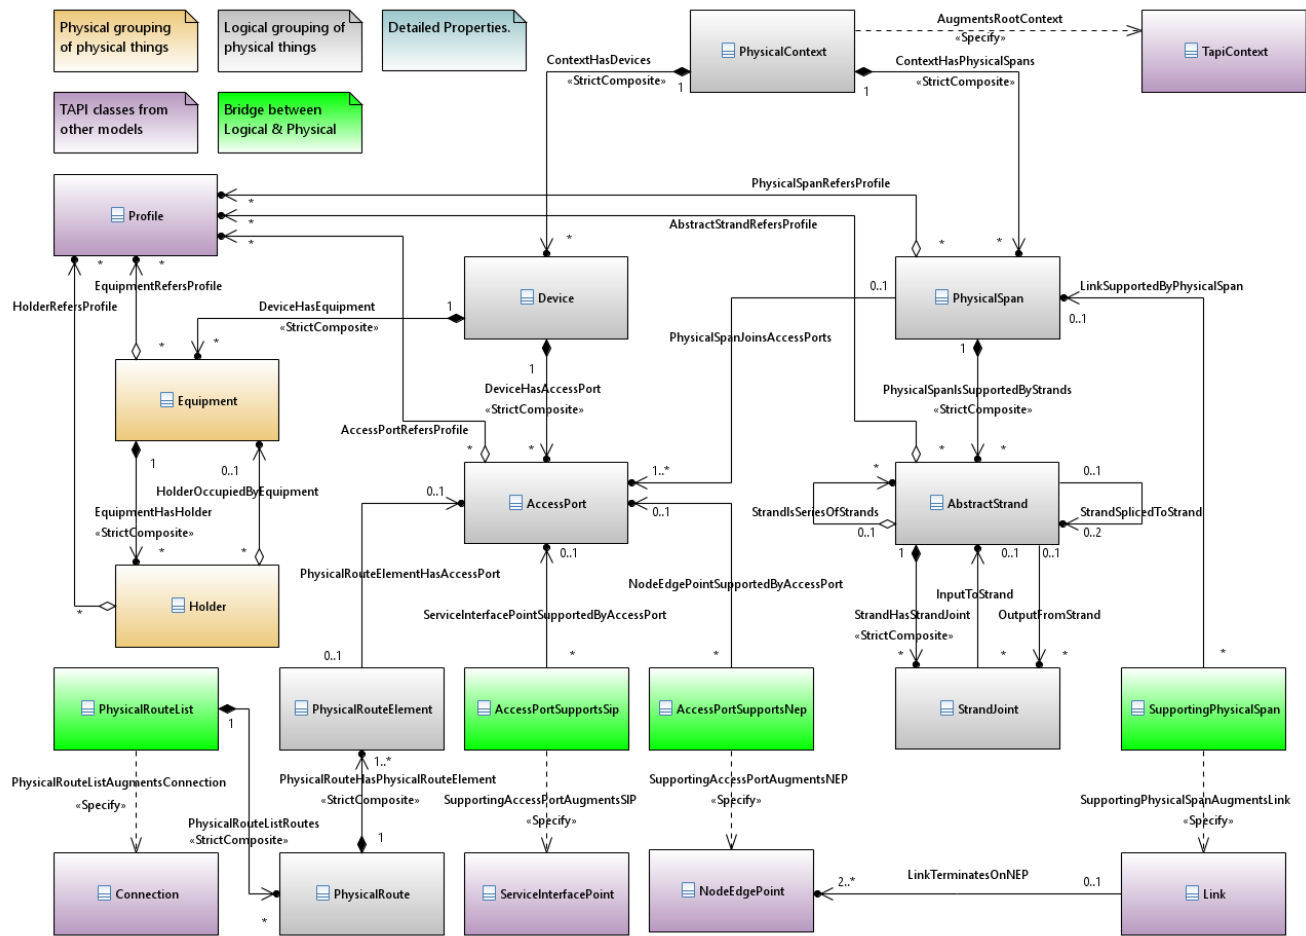 Physical grouping
of physical things
Logical grouping of
physical things
Detailed Properties.
TAPI classes from
other models
Bridge between
Logical & Physical
PhysicalContext
AugmentsRootContext
«Specify»
TapiContext
ContextHasDevices
«StrictComposite»
1
*
ContextHasPhysicalSpans
«StrictComposite»
1
*
Profile
PhysicalSpanRefersProfile
*
*
AbstractStrandRefersProfile
*
*
AccessPortRefersProfile
*
*
HolderRefersProfile
*
*
EquipmentRefersProfile
*
*
DeviceHasEquipment
«StrictComposite»
1
*
Device
PhysicalSpan
0..1
PhysicalSpanJoinsAccessPorts
1..*
LinkSupportedByPhysicalSpan
0..1
*
DeviceHasAccessPort
«StrictComposite»
1
*
PhysicalSpanIsSupportedByStrands
«StrictComposite»
1
*
Equipment
1
0..1
HolderOccupiedByEquipment
*
EquipmentHasHolder
«StrictComposite»
*
Holder
AccessPort
0..1
PhysicalRouteElementHasAccessPort
0..1
0..1
NodeEdgePointSupportedByAccessPort
*
0..1
ServiceInterfacePointSupportedByAccessPort
*
AbstractStrand
*
StrandIsSeriesOfStrands
0..1
0..1
StrandSplicedToStrand
0..2
1
0..1
0..1
InputToStrand
*
StrandHasStrandJoint
«StrictComposite»
*
OutputFromStrand
*
PhysicalRouteList
PhysicalRouteElement
AccessPortSupportsSip
AccessPortSupportsNep
StrandJoint
SupportingPhysicalSpan
1
PhysicalRouteListAugmentsConnection
«Specify»
PhysicalRouteListRoutes
«StrictComposite»
*
1..*
PhysicalRouteHasPhysicalRouteElement
«StrictComposite»
1
SupportingAccessPortAugmentsSIP
«Specify»
SupportingAccessPortAugmentsNEP
«Specify»
SupportingPhysicalSpanAugmentsLink
«Specify»
Connection
PhysicalRoute
ServiceInterfacePoint
NodeEdgePoint
2..*
LinkTerminatesOnNEP
0..1
Link